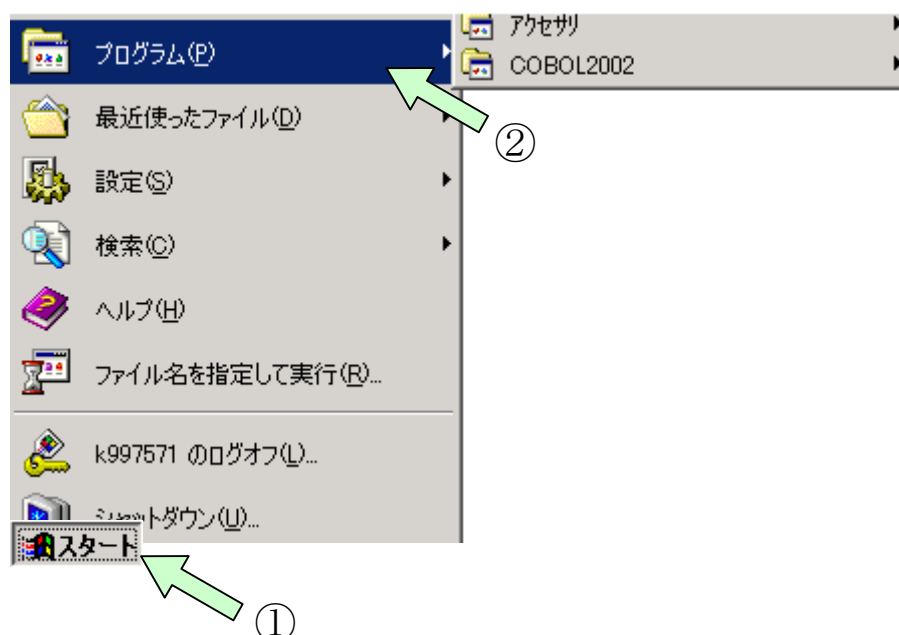 プログラム(P)
アクセサリ
COBOL2002
最近使ったファイル(D)
②
設定(S)
検索(C)
ヘルプ(H)
ファイル名を指定して実行(R)...
k997571 のログオフ(L)...
シャットダウン(U)...
スタート
①